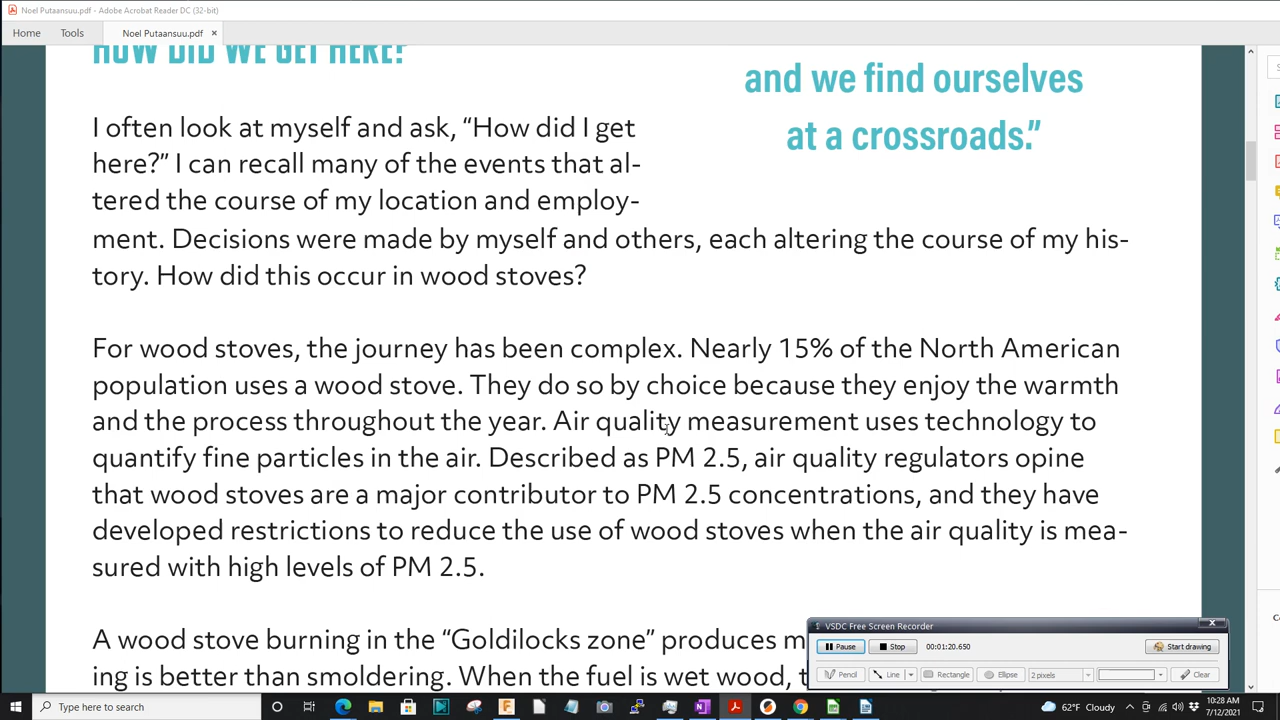 Noel Putaansuu.pdf - Adobe Acrobat Reader DC (32-bit)
Home
Tools
Noel Putaansuu.pdf
HOW DID WE GET HERE?
and we find ourselves
at a crossroads.”
I often look at myself and ask, “How did I get
here?” I can recall many of the events that al-
tered the course of my location and employ-
ment. Decisions were made by myself and others, each altering the course of my his-
tory. How did this occur in wood stoves?
For wood stoves, the journey has been complex. Nearly 15% of the North American
population uses a wood stove. They do so by choice because they enjoy the warmth
and the process throughout the year. Air quality measurement uses technology to
quantify fine particles in the air. Described as PM 2.5, air quality regulators opine
that wood stoves are a major contributor to PM 2.5 concentrations, and they have
developed restrictions to reduce the use of wood stoves when the air quality is mea-
sured with high levels of PM 2.5.
A wood stove burning in the “Goldilocks zone” produces
ing is better than smoldering. When the fuel is wet wood,
VSDC Free Screen Recorder
Pause
Stop
00:01:20.650
Start drawing
Pencil
Line
Rectangle
Ellipse
2 pixels
Clear
Type here to search
62°F Cloudy
10:28 AM
7/12/2021